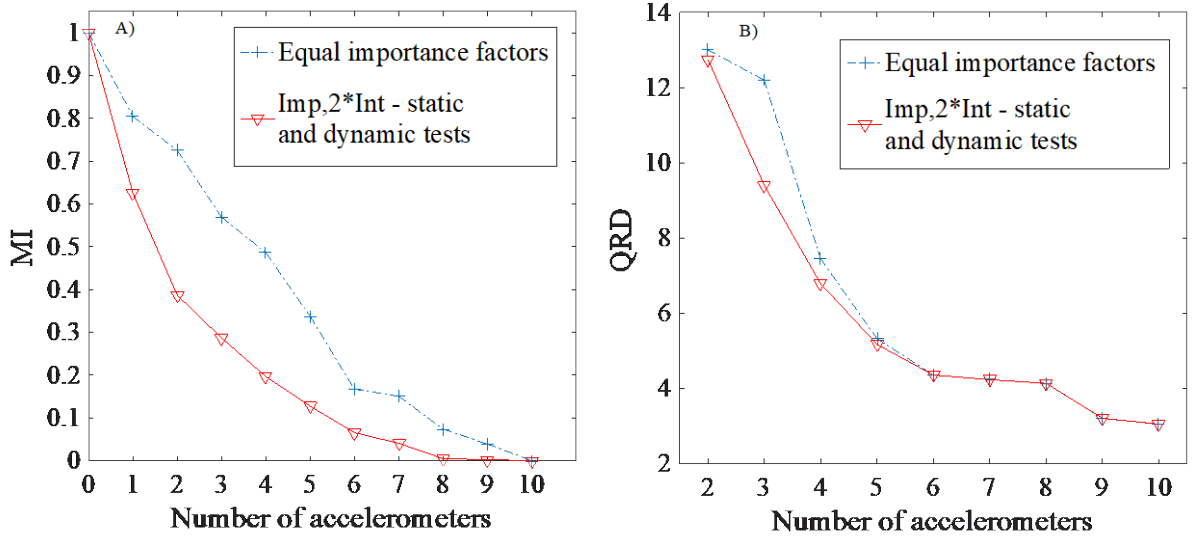 A)
1
0.9
0.8
0.7
0.6
0.5
0.4
0.3
0.2
0.1
0
MI
Equal importance factors
Imp,2*Int - static
and dynamic tests
0 1 2 3 4 5 6 7 8 9 10
Number of accelerometers
B)
14
12
10
8
6
4
2
QRD
Equal importance factors
Imp,2*Int - static
and dynamic tests
2 3 4 5 6 7 8 9 10
Number of accelerometers